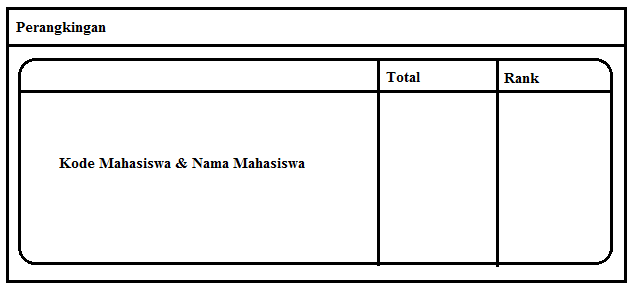 Perangkingan
Total
Rank
Kode Mahasiswa & Nama Mahasiswa